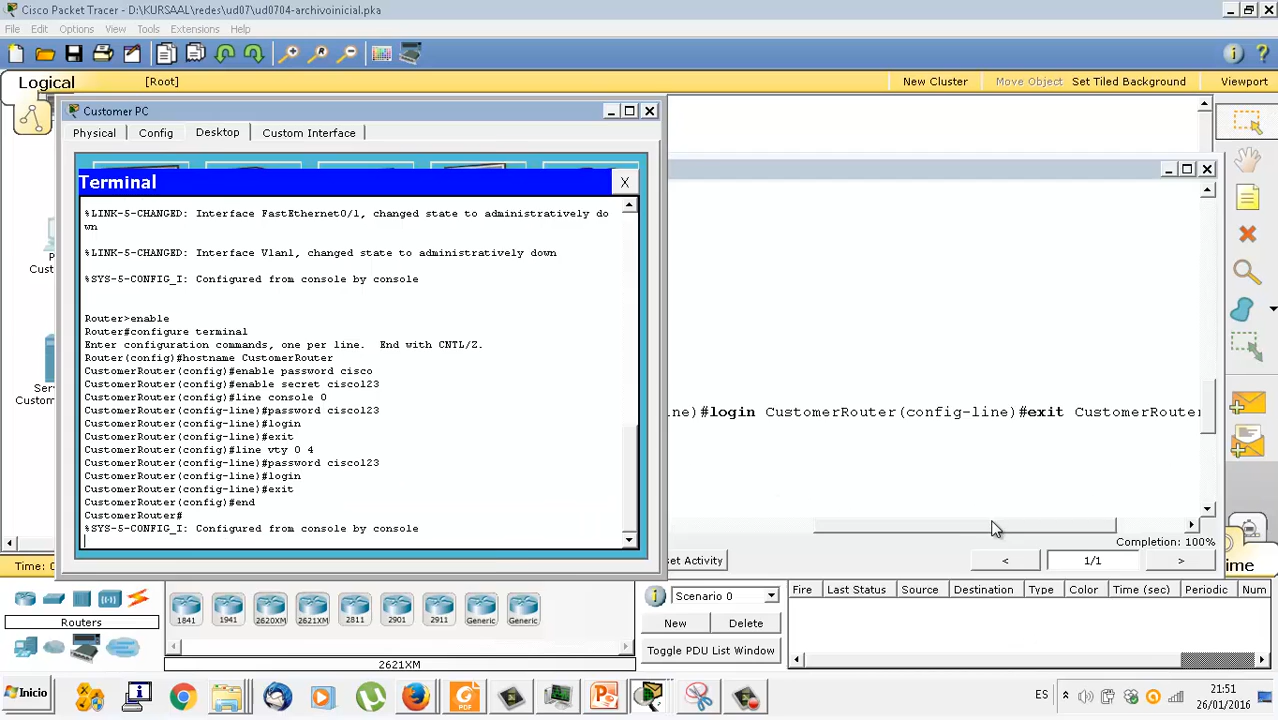 Cisco Packet Tracer - D:\KURSAAL\redes\ud07\ud0704-archivoinicial.pka
File Edit Options View Tools Extensions Help
Logical [Root] New Cluster Move Object Set Tiled Background Viewport
Customer PC
Physical Config Desktop Custom Interface
Terminal X
%LINK-5-CHANGED: Interface FastEthernet0/1, changed state to administratively do
wn
%LINK-5-CHANGED: Interface Vlan1, changed state to administratively down
%SYS-5-CONFIG_I: Configured from console by console
Router>enable
Router#configure terminal
Enter configuration commands, one per line. End with CNTL/Z.
Router(config)#hostname CustomerRouter
CustomerRouter(config)#enable password cisco
CustomerRouter(config)#enable secret cisco123
CustomerRouter(config)#line console 0
CustomerRouter(config-line)#password cisco123
CustomerRouter(config-line)#login
CustomerRouter(config-line)#exit
CustomerRouter(config)#line vty 0 4
CustomerRouter(config-line)#password cisco123
CustomerRouter(config-line)#login
CustomerRouter(config-line)#exit
CustomerRouter(config)#end
CustomerRouter#
%SYS-5-CONFIG_I: Configured from console by console
P
Cust
Ser
Custom
ne)#login CustomerRouter(config-line)#exit CustomerRouter
Completion: 100%
set Activity < 1/1 >
Time: 0
ime
Routers
1841 1941 2620XM 2621XM 2811 2901 2911 Generic Generic
2621XM
Scenario 0
New Delete
Toggle PDU List Window
Fire Last Status Source Destination Type Color Time (sec) Periodic Num
Inicio
PDF
ES
21:51
26/01/2016